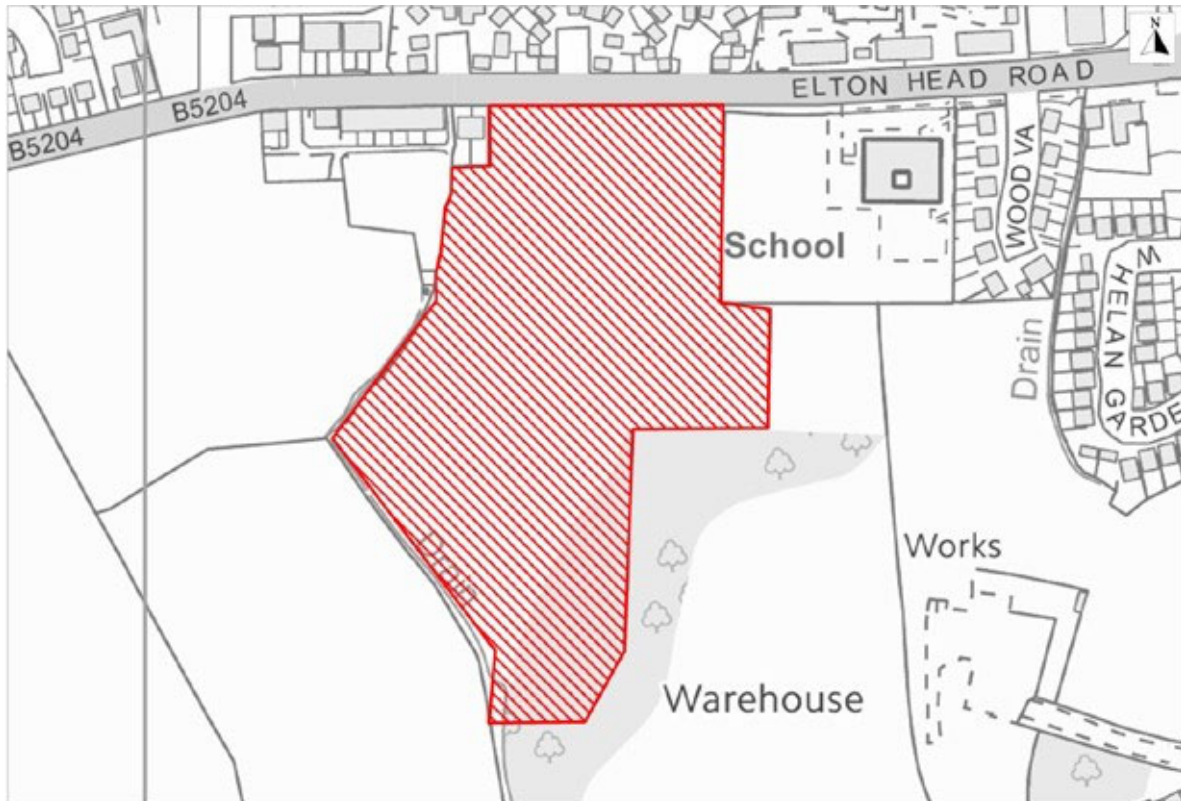 N
ELTON HEAD ROAD
B5204
B5204
School
WOOD VA
W
HELAN GARDE
Drain
Drain
Works
Warehouse